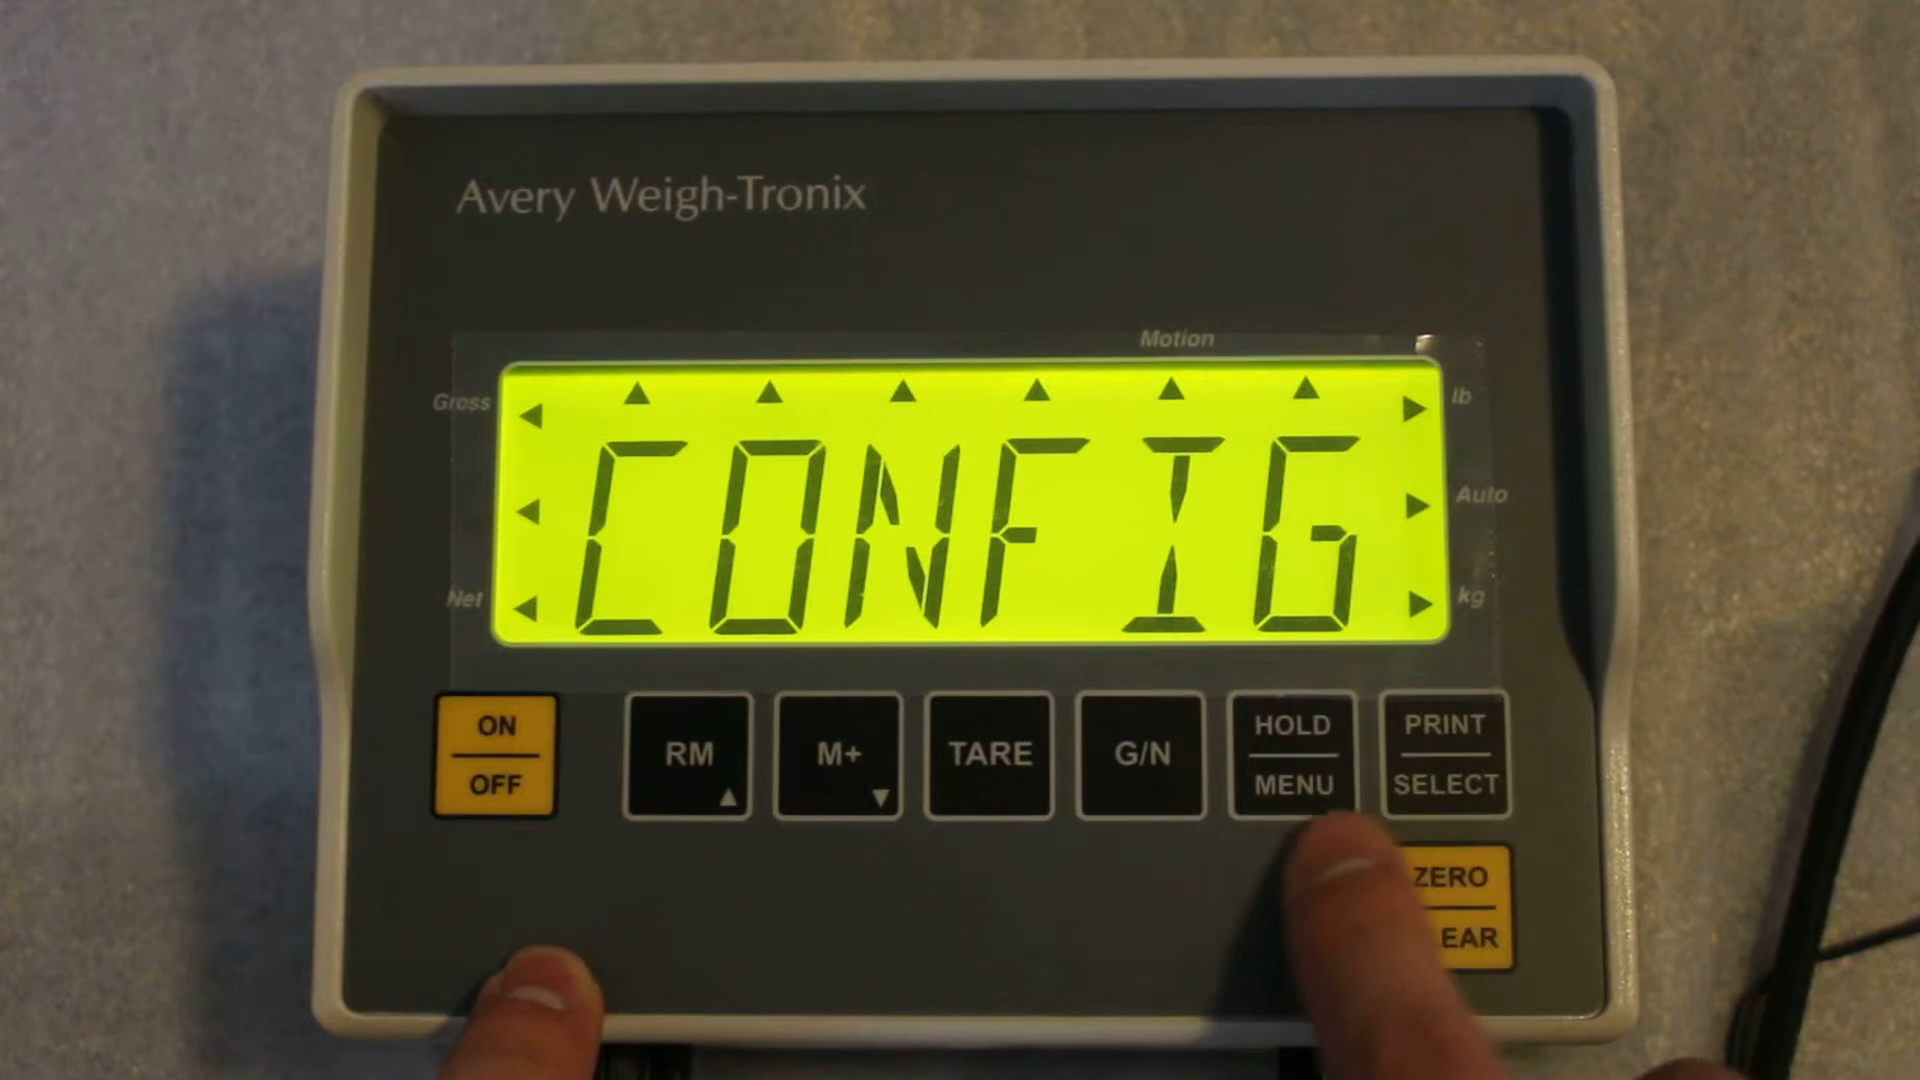 Avery Weigh-Tronix
Motion
Gross
lb
CONFIG
Auto
Net
kg
ON
OFF
RM
M+
TARE
G/N
HOLD
MENU
PRINT
SELECT
ZERO
EAR